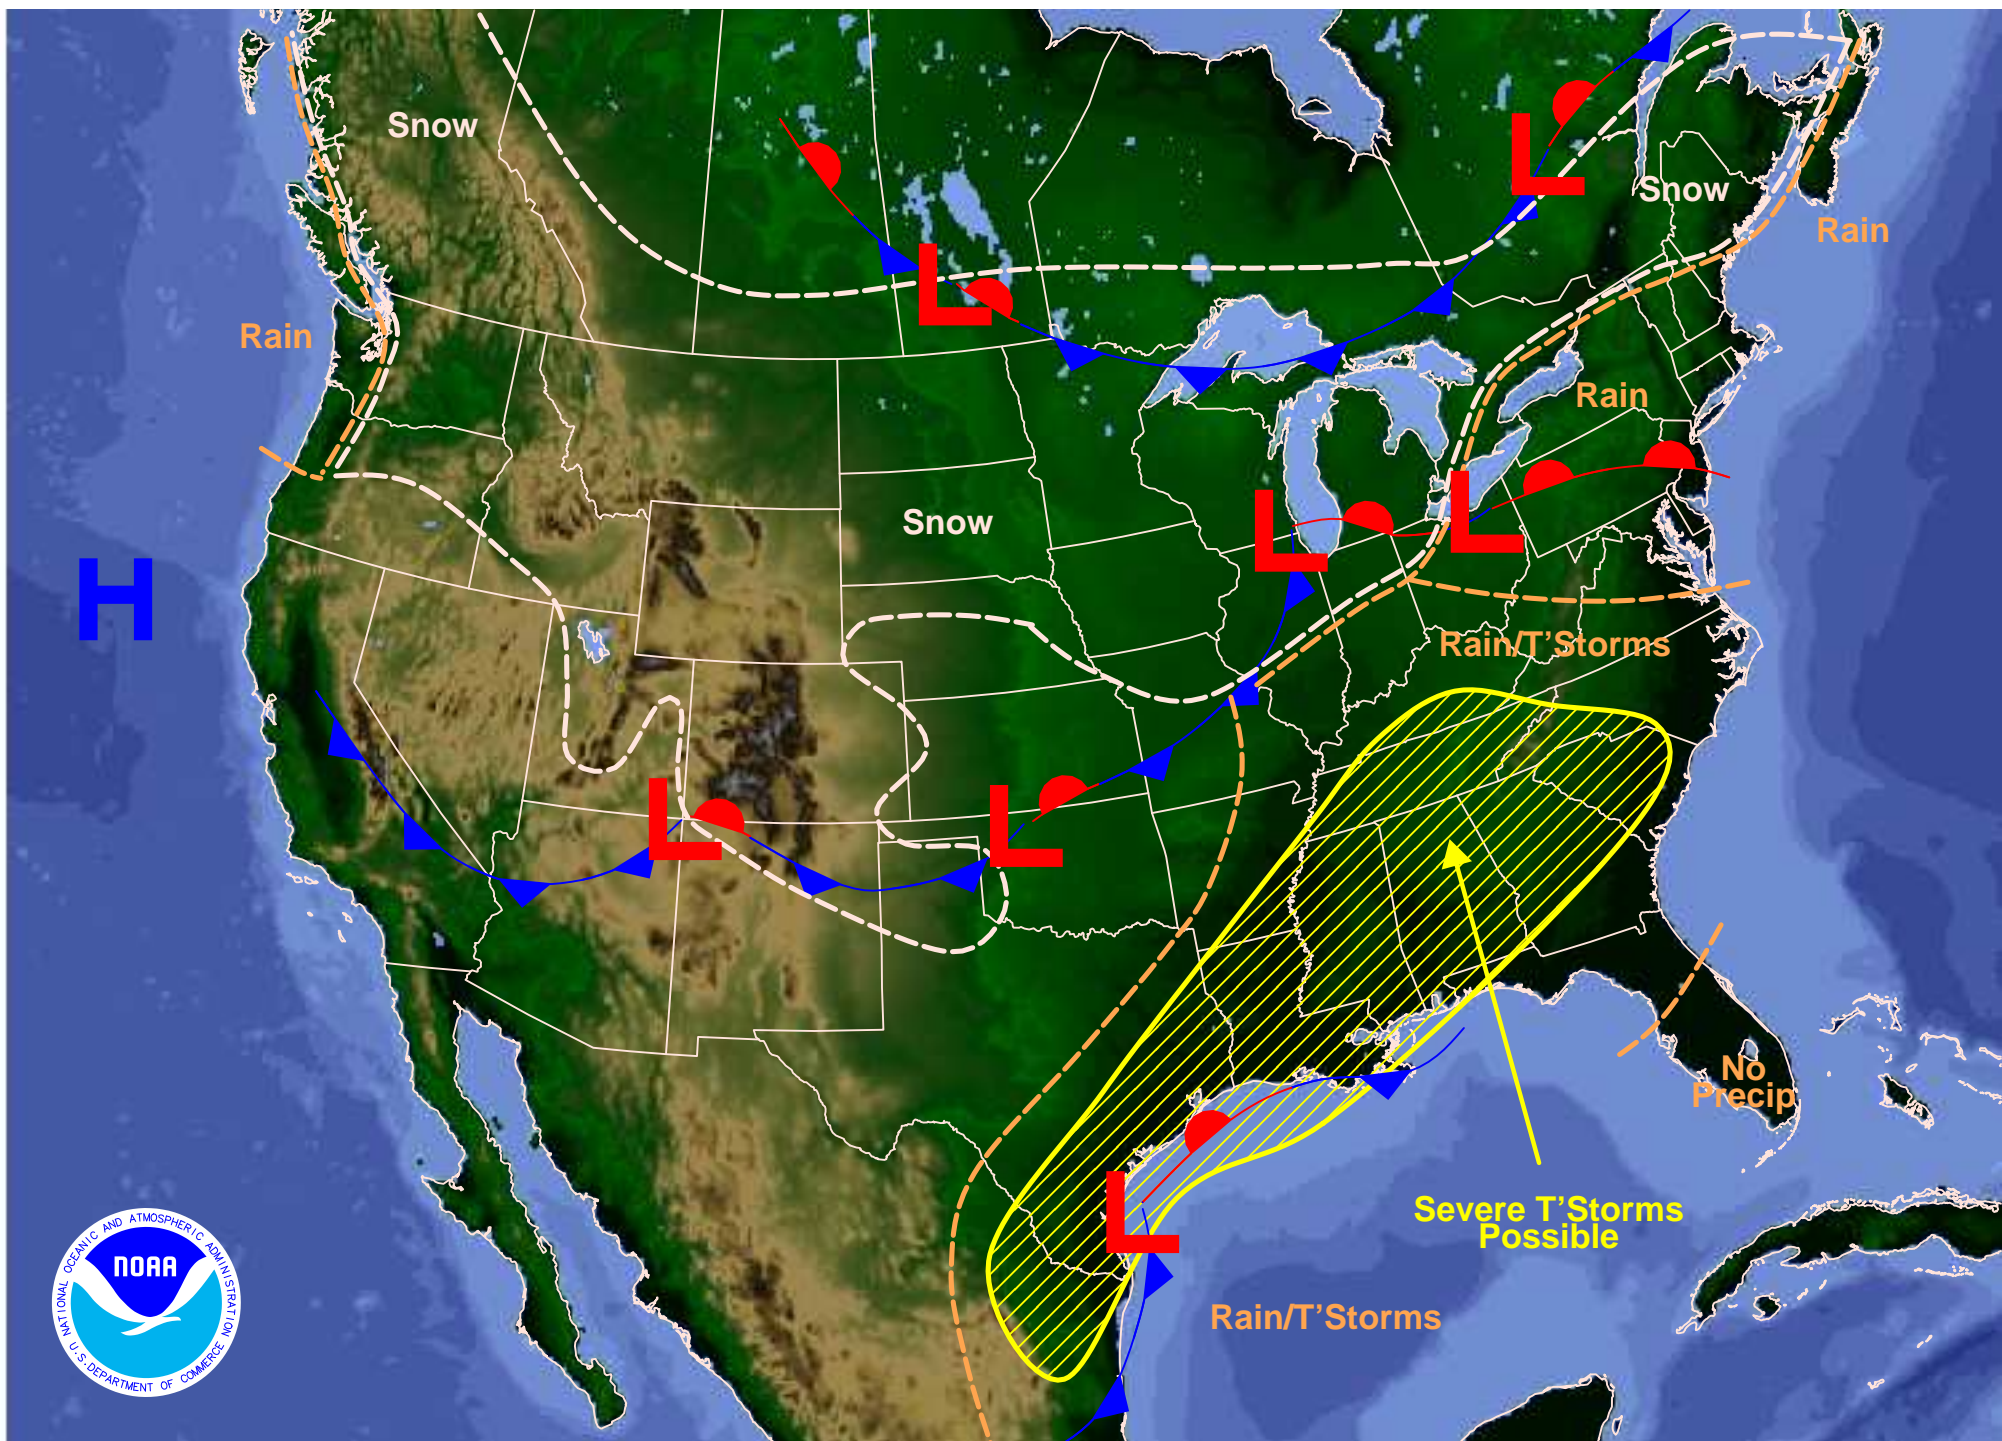 Snow
Snow
Rain
Rain
Rain
Snow
H
L
L
L
L
L
L
L
Rain/T'Storms
No
Precip
Severe T'Storms
Possible
Rain/T'Storms
NATIONAL OCEANIC AND ATMOSPHERIC ADMINISTRATION
NOAA
U.S. DEPARTMENT OF COMMERCE